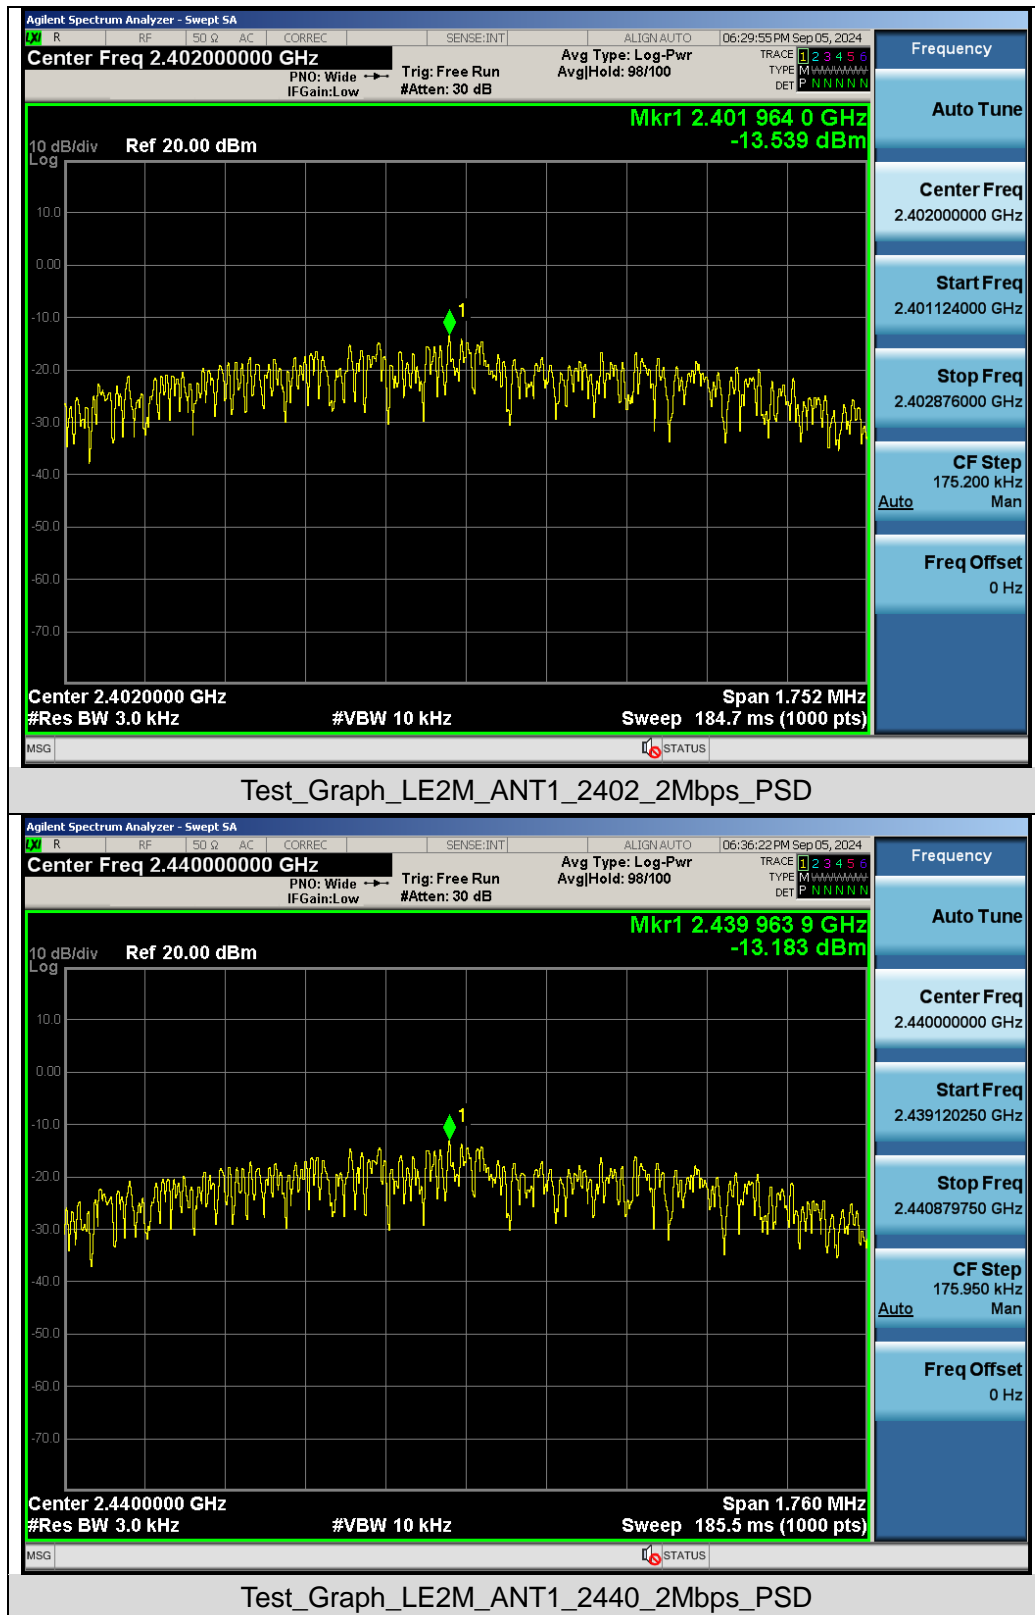 Agilent Spectrum Analyzer - Swept SA
LXI R RF 50 Ω AC CORREC SENSE:INT ALIGN AUTO 06:29:55 PM Sep 05, 2024
Center Freq 2.402000000 GHz
PNO: Wide
IFGain:Low
Trig: Free Run
#Atten: 30 dB
Avg Type: Log-Pwr
Avg|Hold: 98/100
TRACE 1 2 3 4 5 6
TYPE M
DET P N N N N N
Mkr1 2.401 964 0 GHz
-13.539 dBm
10 dB/div Ref 20.00 dBm
Log
10.0
0.00
-10.0
-20.0
-30.0
-40.0
-50.0
-60.0
-70.0
1
Center 2.4020000 GHz Span 1.752 MHz
#Res BW 3.0 kHz #VBW 10 kHz Sweep 184.7 ms (1000 pts)
MSG STATUS
Frequency
Auto Tune
Center Freq
2.402000000 GHz
Start Freq
2.401124000 GHz
Stop Freq
2.402876000 GHz
CF Step
175.200 kHz
Auto Man
Freq Offset
0 Hz
Test_Graph_LE2M_ANT1_2402_2Mbps_PSD
Agilent Spectrum Analyzer - Swept SA
LXI R RF 50 Ω AC CORREC SENSE:INT ALIGN AUTO 06:36:22 PM Sep 05, 2024
Center Freq 2.440000000 GHz
PNO: Wide
IFGain:Low
Trig: Free Run
#Atten: 30 dB
Avg Type: Log-Pwr
Avg|Hold: 98/100
TRACE 1 2 3 4 5 6
TYPE M
DET P N N N N N
Mkr1 2.439 963 9 GHz
-13.183 dBm
10 dB/div Ref 20.00 dBm
Log
10.0
0.00
-10.0
-20.0
-30.0
-40.0
-50.0
-60.0
-70.0
1
Center 2.4400000 GHz Span 1.760 MHz
#Res BW 3.0 kHz #VBW 10 kHz Sweep 185.5 ms (1000 pts)
MSG STATUS
Frequency
Auto Tune
Center Freq
2.440000000 GHz
Start Freq
2.439120250 GHz
Stop Freq
2.440879750 GHz
CF Step
175.950 kHz
Auto Man
Freq Offset
0 Hz
Test_Graph_LE2M_ANT1_2440_2Mbps_PSD